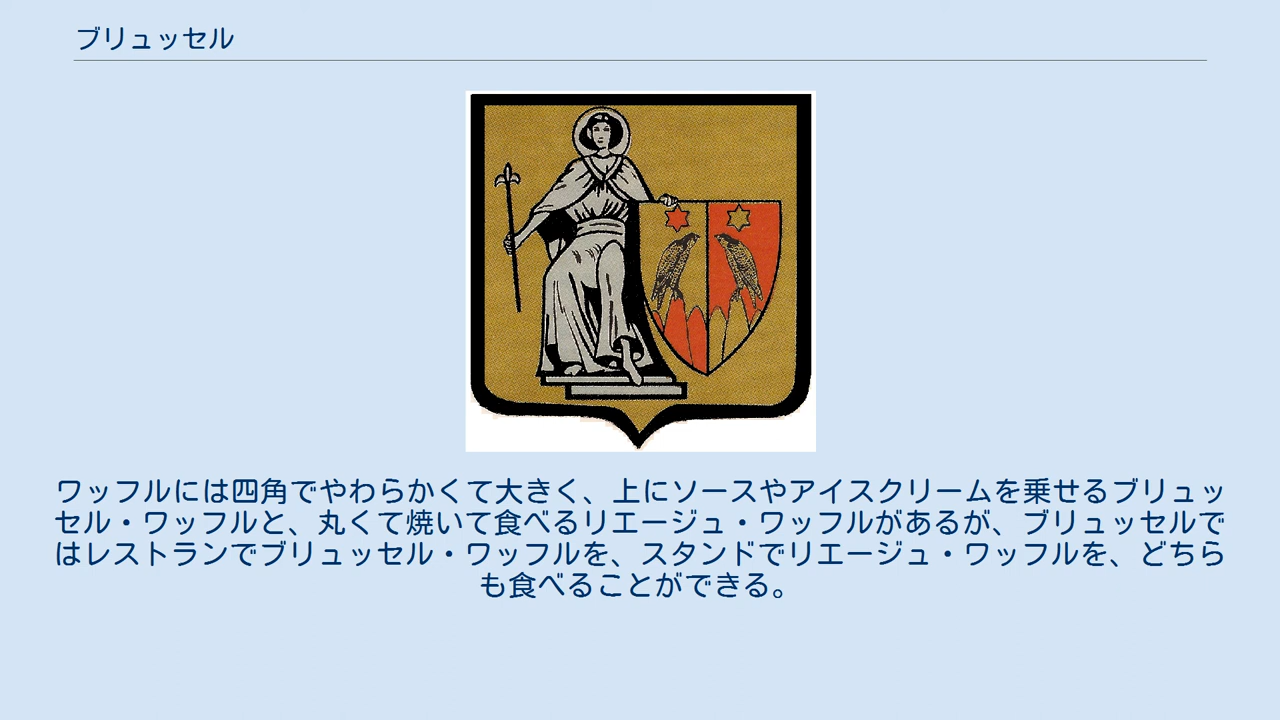 ブリュッセル
ワッフルには四角でやわらかくて大きく、上にソースやアイスクリームを乗せるブリュッ
セル・ワッフルと、丸くて焼いて食べるリエージュ・ワッフルがあるが、ブリュッセルで
はレストランでブリュッセル・ワッフルを、スタンドでリエージュ・ワッフルを、どちら
も食べることができる。